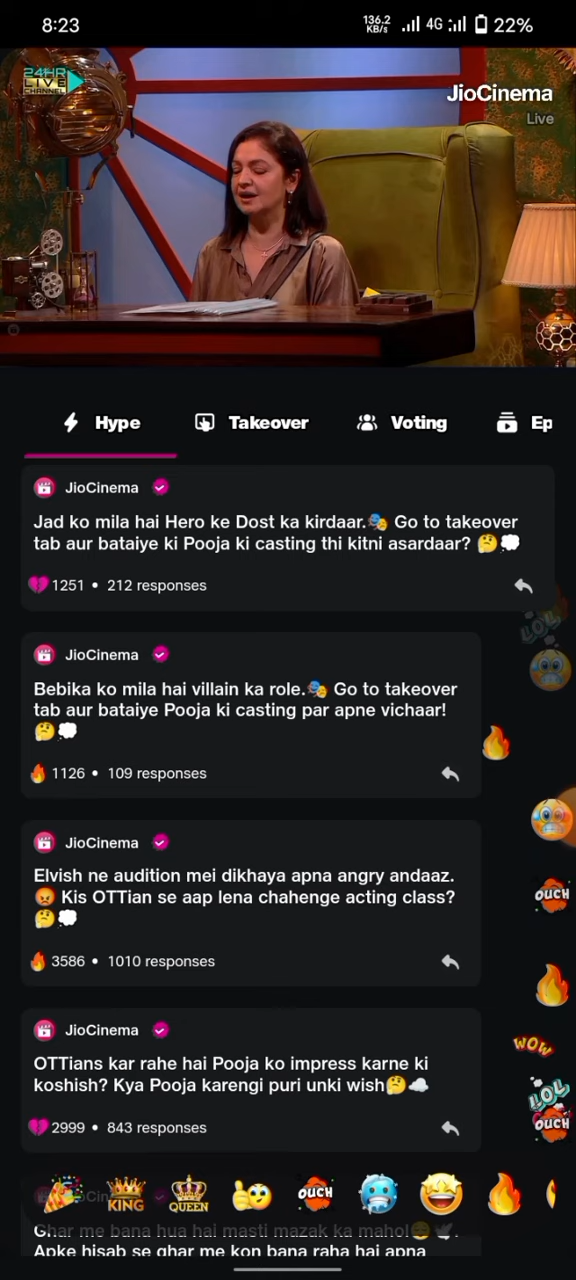 8:23
136.2
KB/s
4G
22%
24HR
LIVE
CHANNEL
JioCinema
Live
Hype
Takeover
Voting
Ep
JioCinema
Jad ko mila hai Hero ke Dost ka kirdaar.🎭 Go to takeover
tab aur bataiye ki Pooja ki casting thi kitni asardaar? 🤔💭
1251 • 212 responses
LOL
JioCinema
Bebika ko mila hai villain ka role.🎭 Go to takeover
tab aur bataiye Pooja ki casting par apne vichaar!
🤔💭
1126 • 109 responses
JioCinema
Elvish ne audition mei dikhaya apna angry andaaz.
😡 Kis OTTian se aap lena chahenge acting class?
🤔💭
OUCH
3586 • 1010 responses
JioCinema
WOW
OTTians kar rahe hai Pooja ko impress karne ki
koshish? Kya Pooja karengi puri unki wish🤔☁️
LOL
OUCH
2999 • 843 responses
KING
QUEEN
OUCH
Ghar me bana hua hai masti mazak ka mahol😄🕊️.
Apke hisab se ghar me kon bana raha hai apna